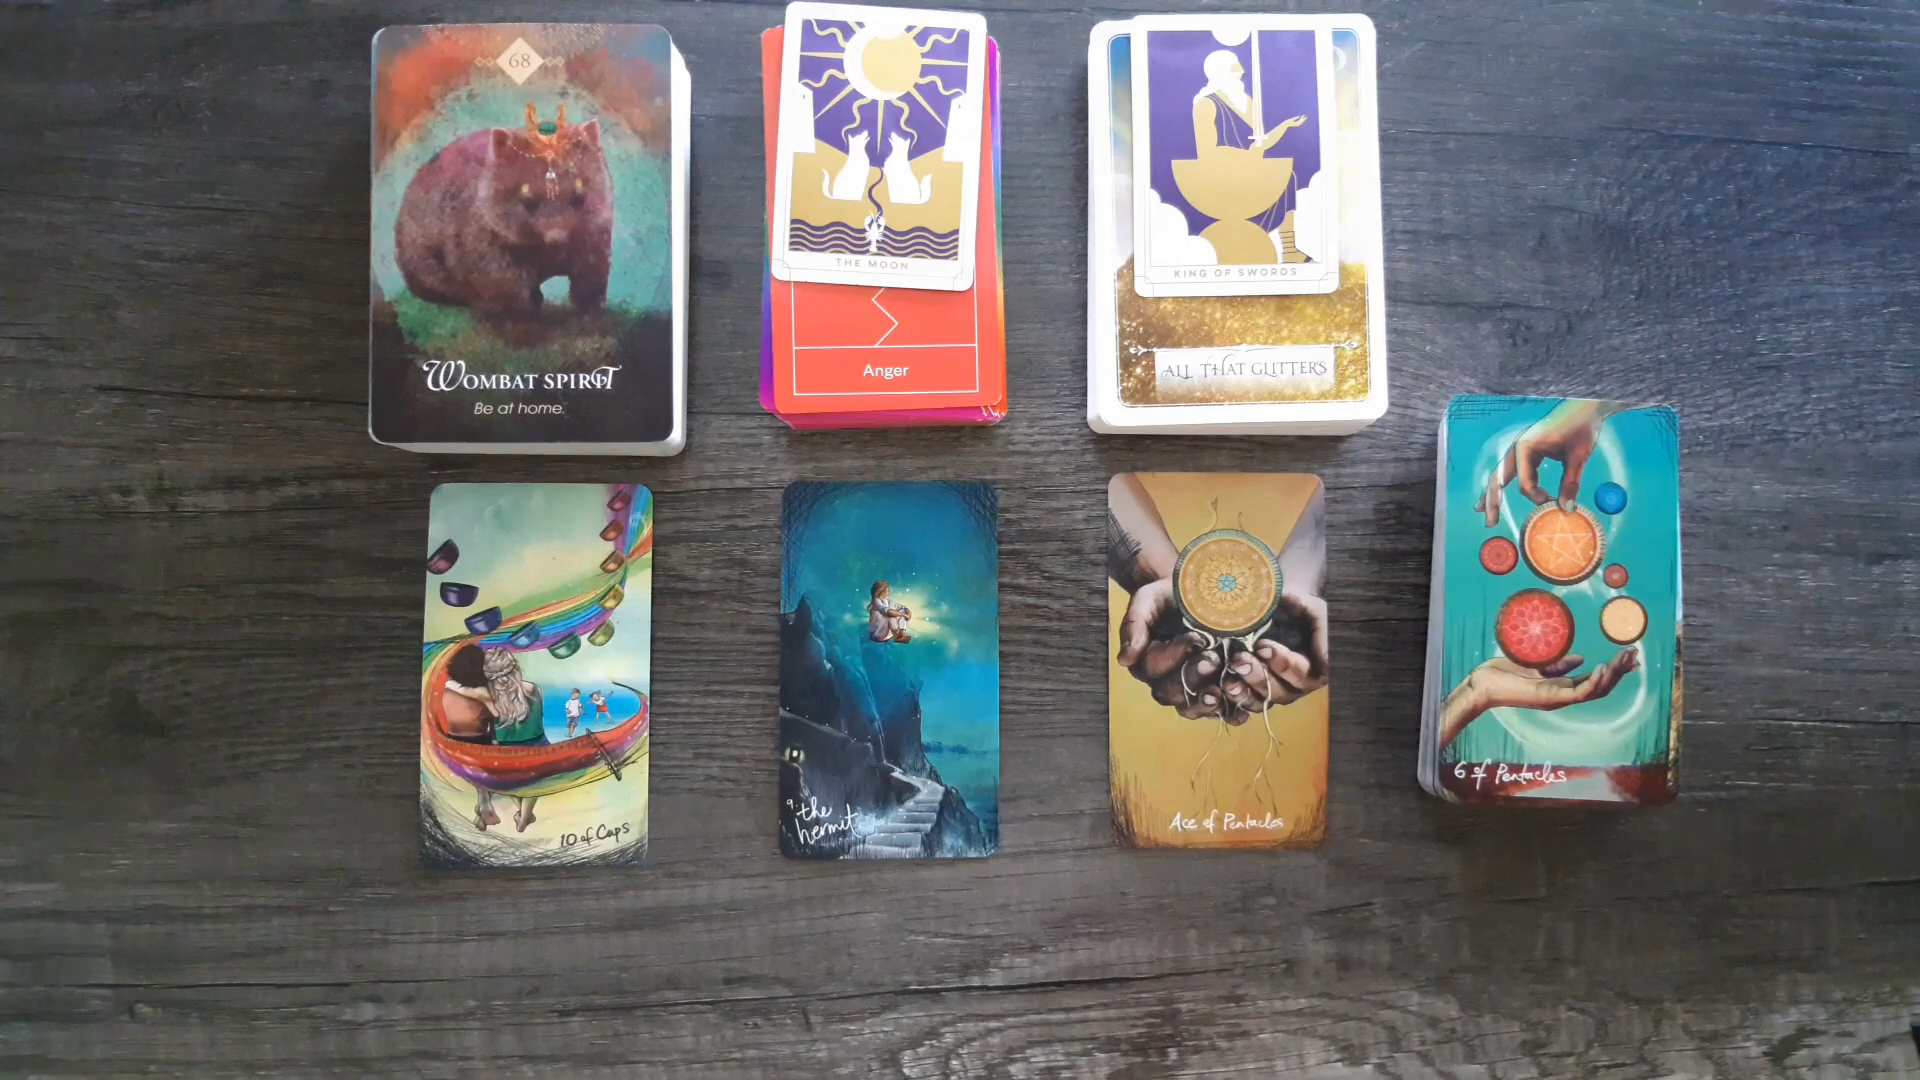 68
WOMBAT SPIRIT
Be at home.
THE MOON
Anger
KING OF SWORDS
ALL THAT GLITTERS
10 of Cups
9. the
hermit
Ace of Pentacles
6 of Pentacles